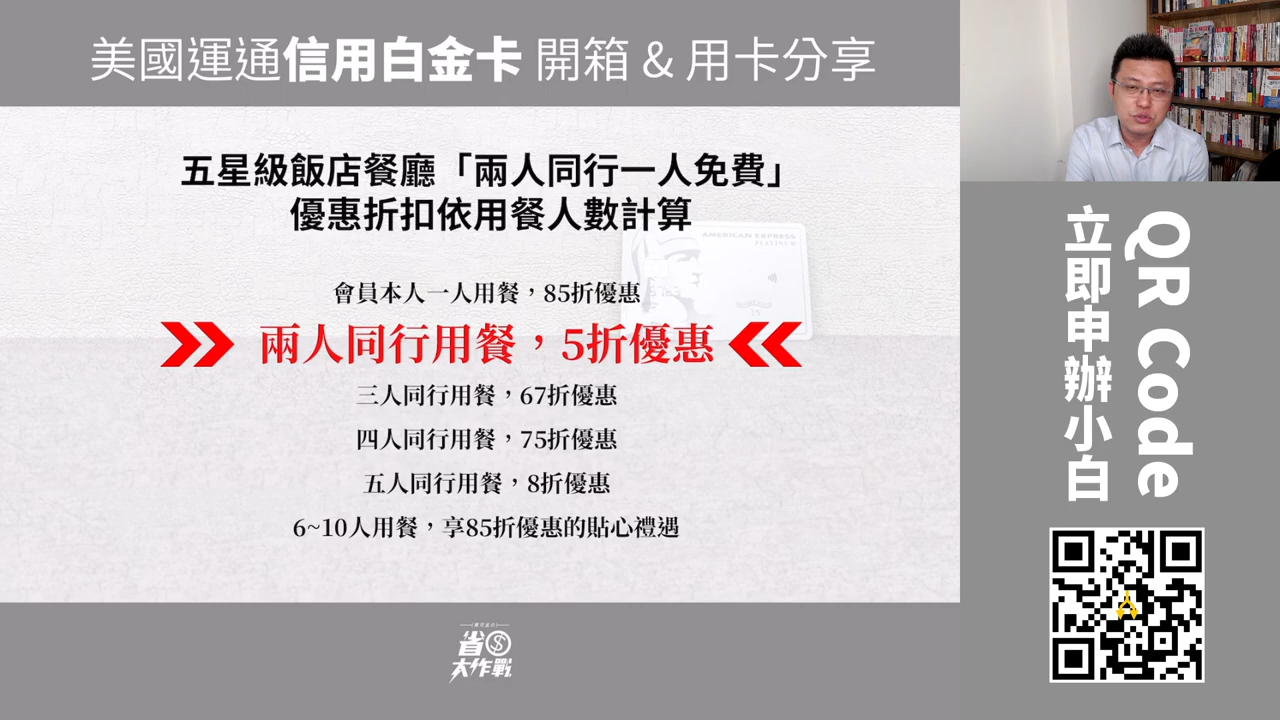 美國運通信用白金卡 開箱 & 用卡分享
五星級飯店餐廳「兩人同行一人免費」
優惠折扣依用餐人數計算
AMERICAN EXPRESS
PLATINUM
會員本人一人用餐，85折優惠
兩人同行用餐，5折優惠
三人同行用餐，67折優惠
四人同行用餐，75折優惠
五人同行用餐，8折優惠
6~10人用餐，享85折優惠的貼心禮遇
省$
大作戰
QR Code
立即申辦小白